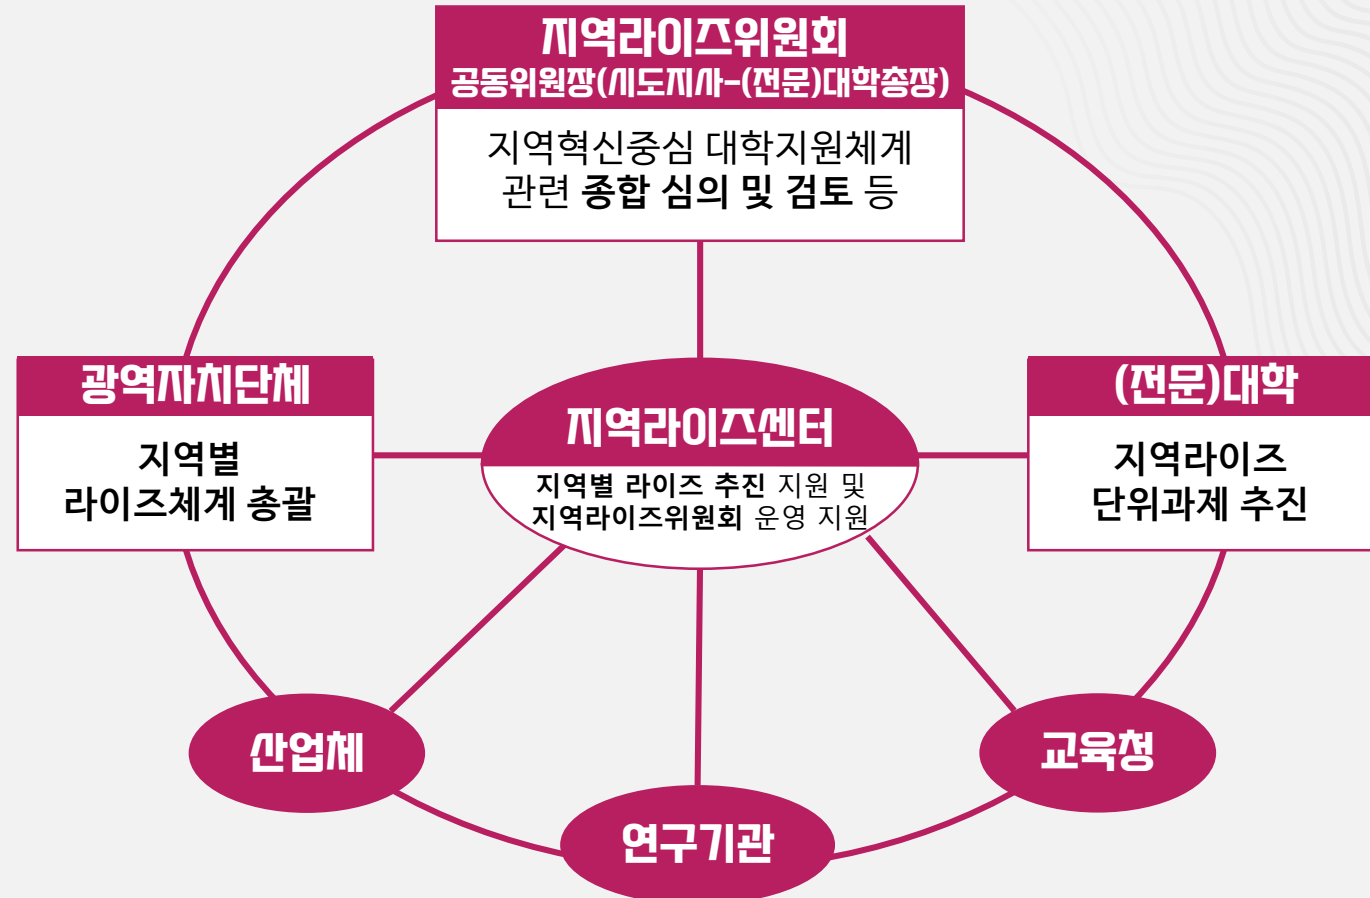 지역라이즈위원회
공동위원장(시도지사-(전문)대학총장)
지역혁신중심 대학지원체계
관련 종합 심의 및 검토 등
광역자치단체
지역별
라이즈체계 총괄
지역라이즈센터
지역별 라이즈 추진 지원 및
지역라이즈위원회 운영 지원
(전문)대학
지역라이즈
단위과제 추진
산업체
연구기관
교육청